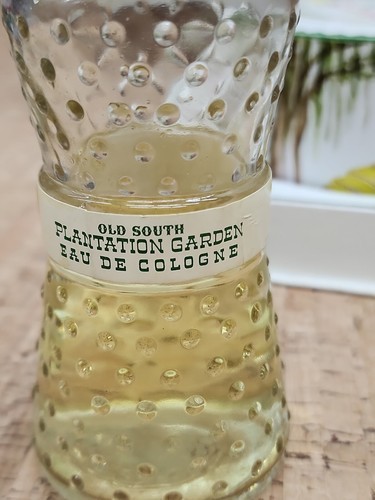 OLD SOUTH
PLANTATION GARDEN
EAU DE COLOGNE